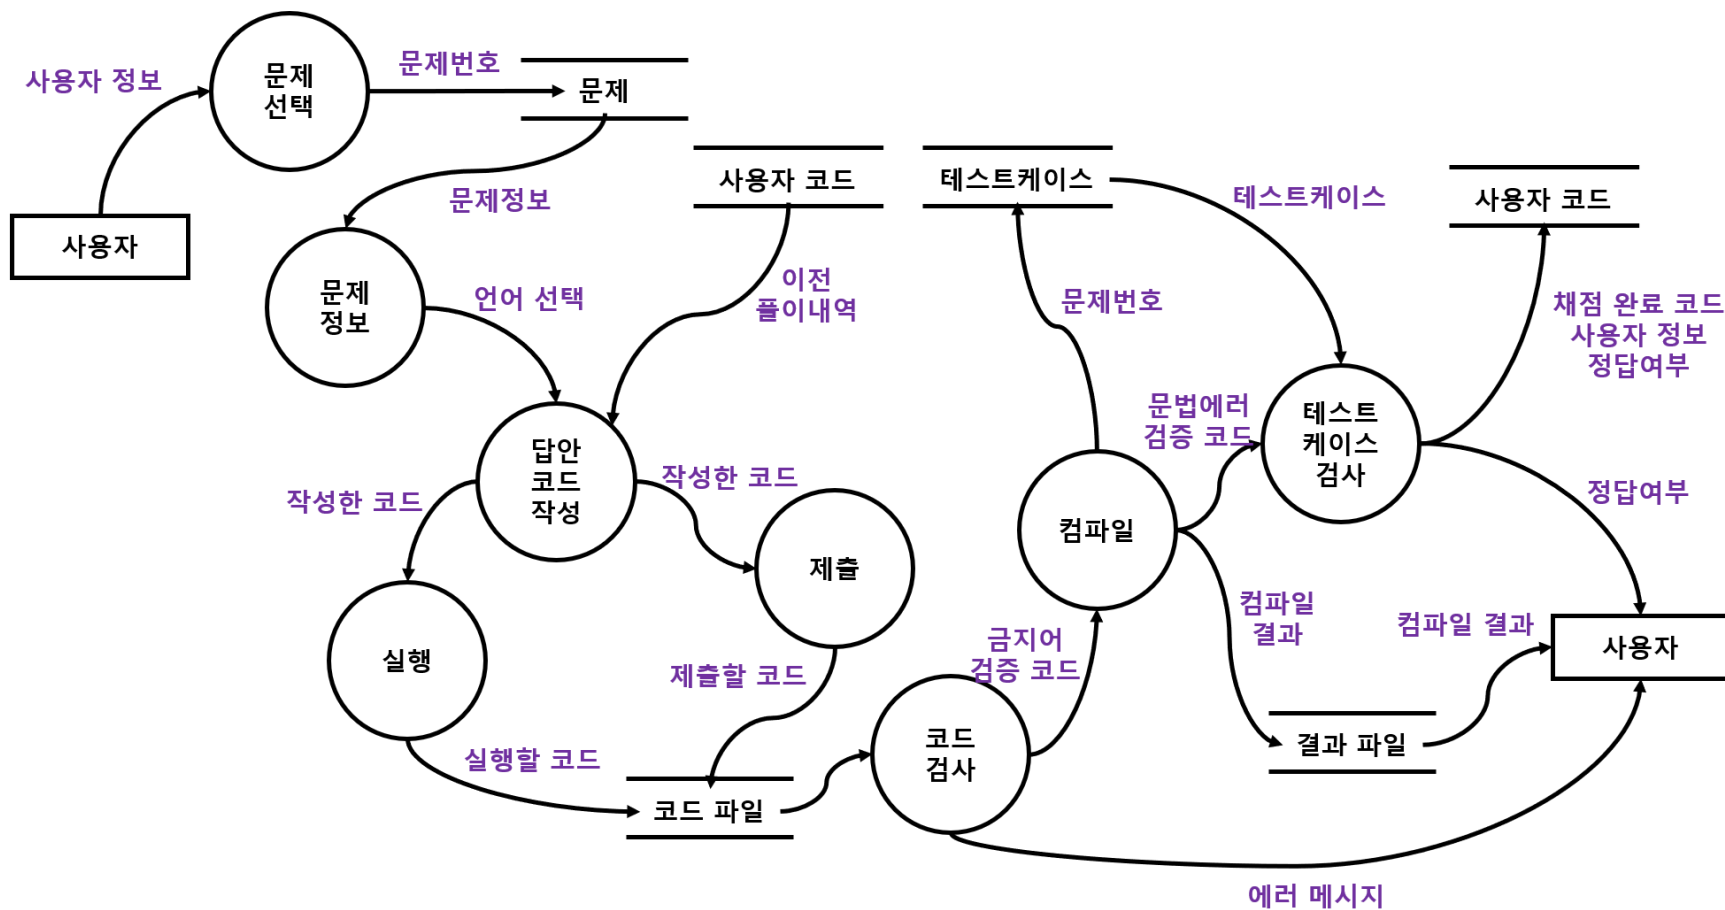 사용자 정보
문제
선택
문제번호
문제
사용자
문제정보
사용자 코드
테스트케이스
테스트케이스
사용자 코드
문제
정보
언어 선택
이전
풀이내역
문제번호
채점 완료 코드
사용자 정보
정답여부
답안
코드
작성
작성한 코드
작성한 코드
문법에러
검증 코드
테스트
케이스
검사
정답여부
제출
컴파일
실행
제출할 코드
금지어
검증 코드
컴파일
결과
컴파일 결과
사용자
실행할 코드
코드 파일
코드
검사
결과 파일
에러 메시지